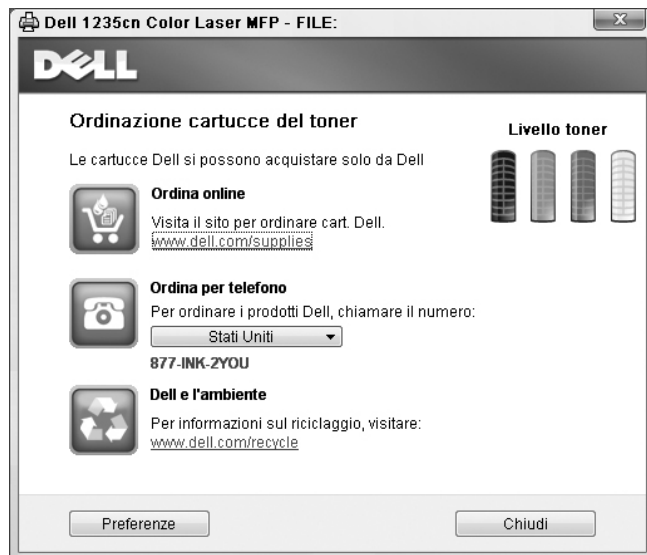 Dell 1235cn Color Laser MFP - FILE:
DELL
Ordinazione cartucce del toner
Livello toner
Le cartucce Dell si possono acquistare solo da Dell
Ordina online
Visita il sito per ordinare cart. Dell.
www.dell.com/supplies
Ordina per telefono
Per ordinare i prodotti Dell, chiamare il numero:
Stati Uniti
877-INK-2YOU
Dell e l'ambiente
Per informazioni sul riciclaggio, visitare:
www.dell.com/recycle
Preferenze
Chiudi